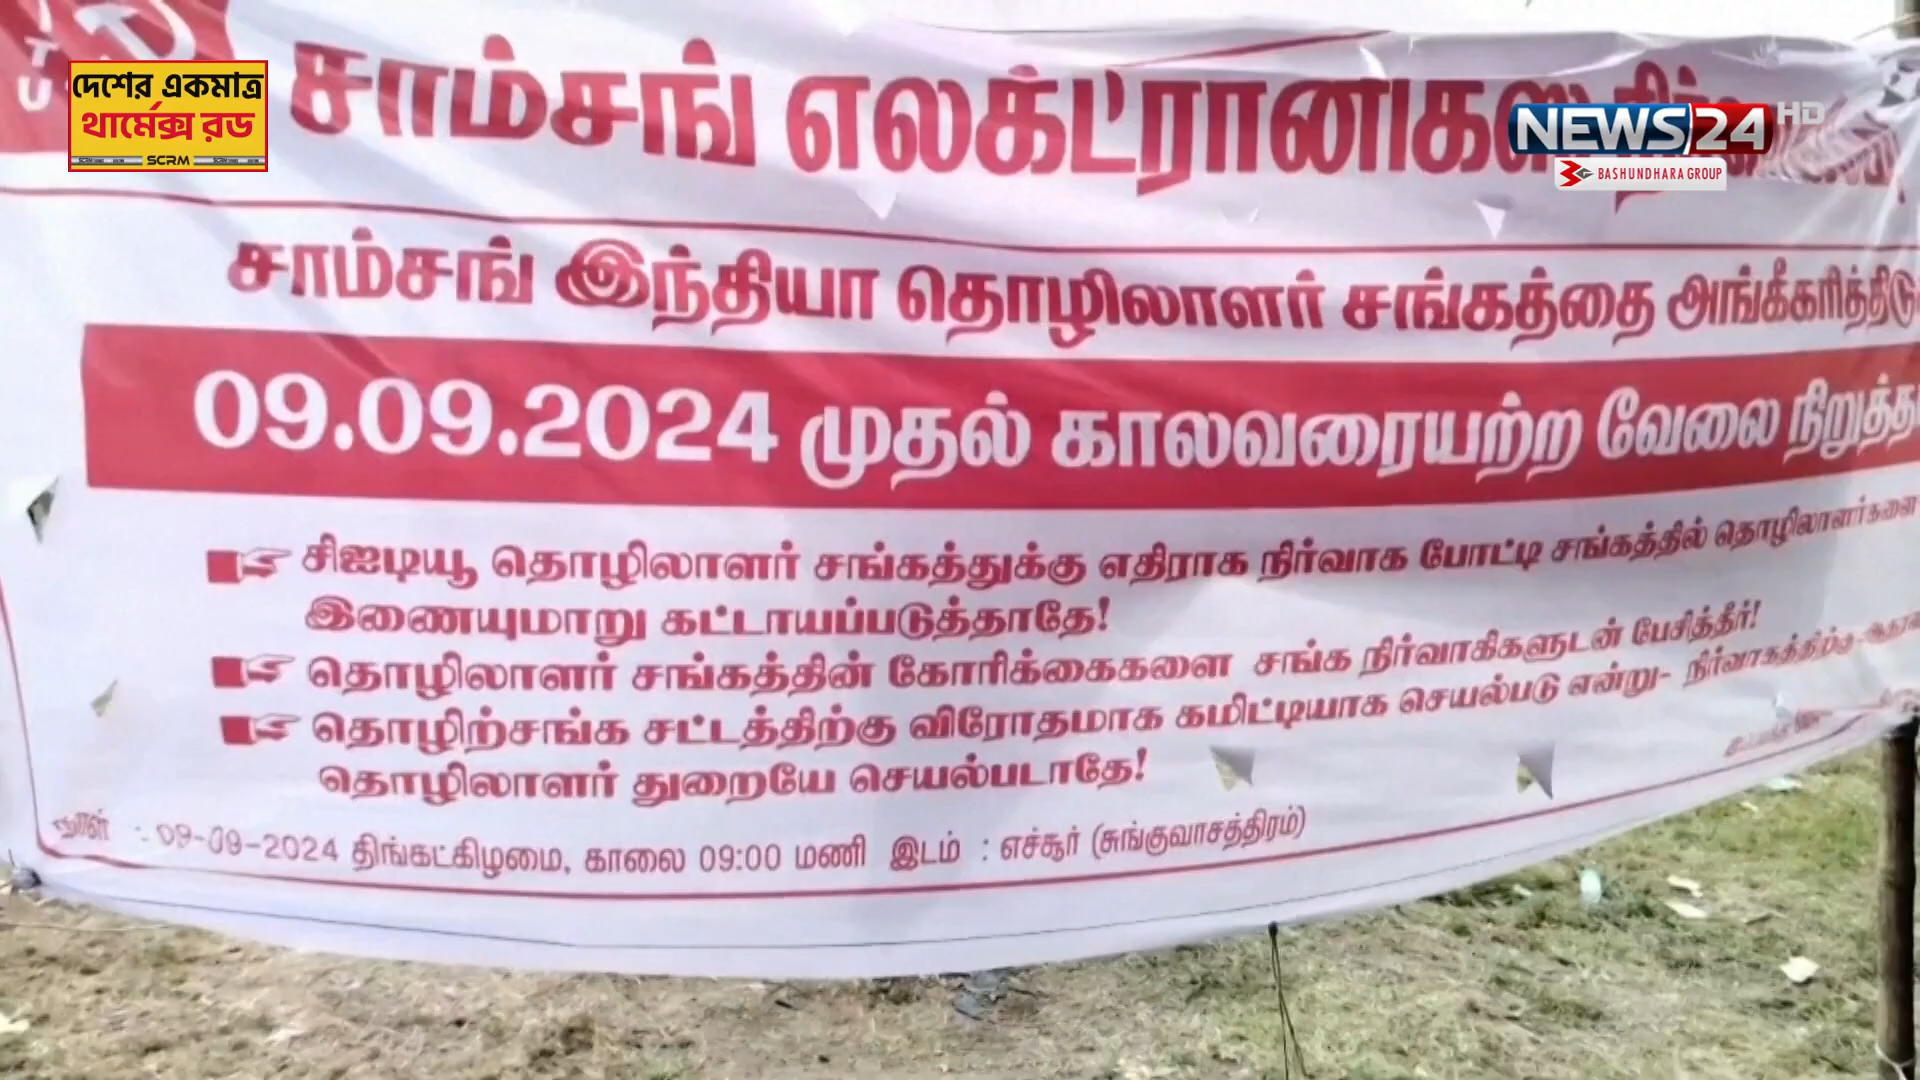 சாம்சங் எலக்ட்ரானிக்ஸ்
சாம்சங் இந்தியா தொழிலாளர் சங்கத்தை அங்கீகரித்திடு
09.09.2024 முதல் காலவரையற்ற வேலை
சிஐடியூ தொழிலாளர் சங்கத்துக்கு எதிராக நிர்வாக போட்டி சங்கத்தில் தொழிலாளர்களை
இணையுமாறு கட்டாயப்படுத்தாதே!
தொழிலாளர் சங்கத்தின் கோரிக்கைகளை சங்க நிர்வாகிகளுடன் பேசித்தீர்!
தொழிற்சங்க சட்டத்திற்கு விரோதமாக கமிட்டியாக செயல்படு என்று- நிர்வாகத்திற்கு
தொழிலாளர் துறையே செயல்படாதே!
நாள் : 09-09-2024 திங்கட்கிழமை, காலை 09:00 மணி இடம் : எச்சூர் (சுங்குவாசத்திரம்)
দেশের একমাত্র
থার্মেক্স রড
SCRM
NEWS24 HD
BASHUNDHARA GROUP